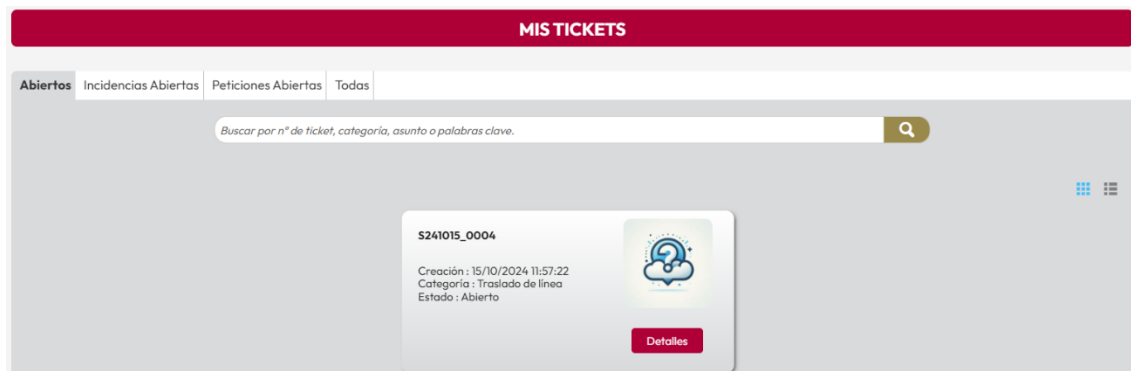 MIS TICKETS
Abiertos Incidencias Abiertas Peticiones Abiertas Todas
Buscar por nº de ticket, categoría, asunto o palabras clave.
S241015_0004
Creación : 15/10/2024 11:57:22
Categoría : Traslado de línea
Estado : Abierto
Detalles